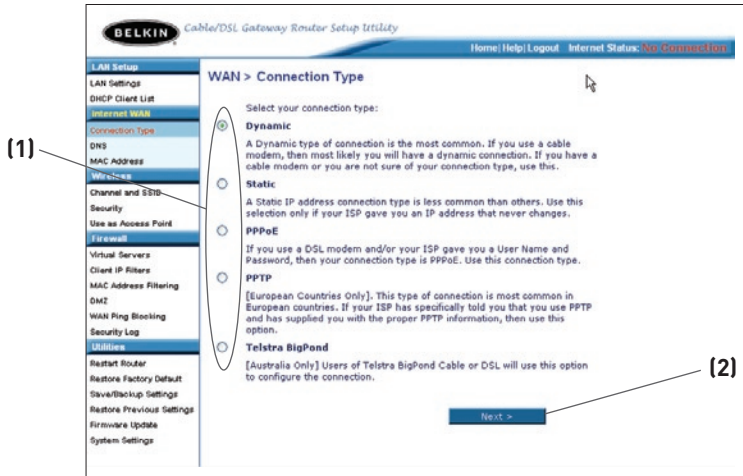 BELKIN
Cable/DSL Gateway Router Setup Utility
Home| Help| Logout Internet Status: No Connection
LAN Setup
LAN Settings
DHCP Client List
Internet WAN
Connection Type
DNS
MAC Address
Wireless
Channel and SSID
Security
Use as Access Point
Firewall
Virtual Servers
Client IP Filters
MAC Address Filtering
DMZ
WAN Ping Blocking
Security Log
Utilities
Restart Router
Restore Factory Default
Save/Backup Settings
Restore Previous Settings
Firmware Update
System Settings
WAN > Connection Type
Select your connection type:
Dynamic
A Dynamic type of connection is the most common. If you use a cable
modem, then most likely you will have a dynamic connection. If you have a
cable modem or you are not sure of your connection type, use this.
Static
A Static IP address connection type is less common than others. Use this
selection only if your ISP gave you an IP address that never changes.
PPPoE
If you use a DSL modem and/or your ISP gave you a User Name and
Password, then your connection type is PPPoE. Use this connection type.
PPTP
[European Countries Only]. This type of connection is most common in
European countries. If your ISP has specifically told you that you use PPTP
and has supplied you with the proper PPTP information, then use this
option.
Telstra BigPond
[Australia Only] Users of Telstra BigPond Cable or DSL will use this option
to configure the connection.
Next >
(1)
(2)